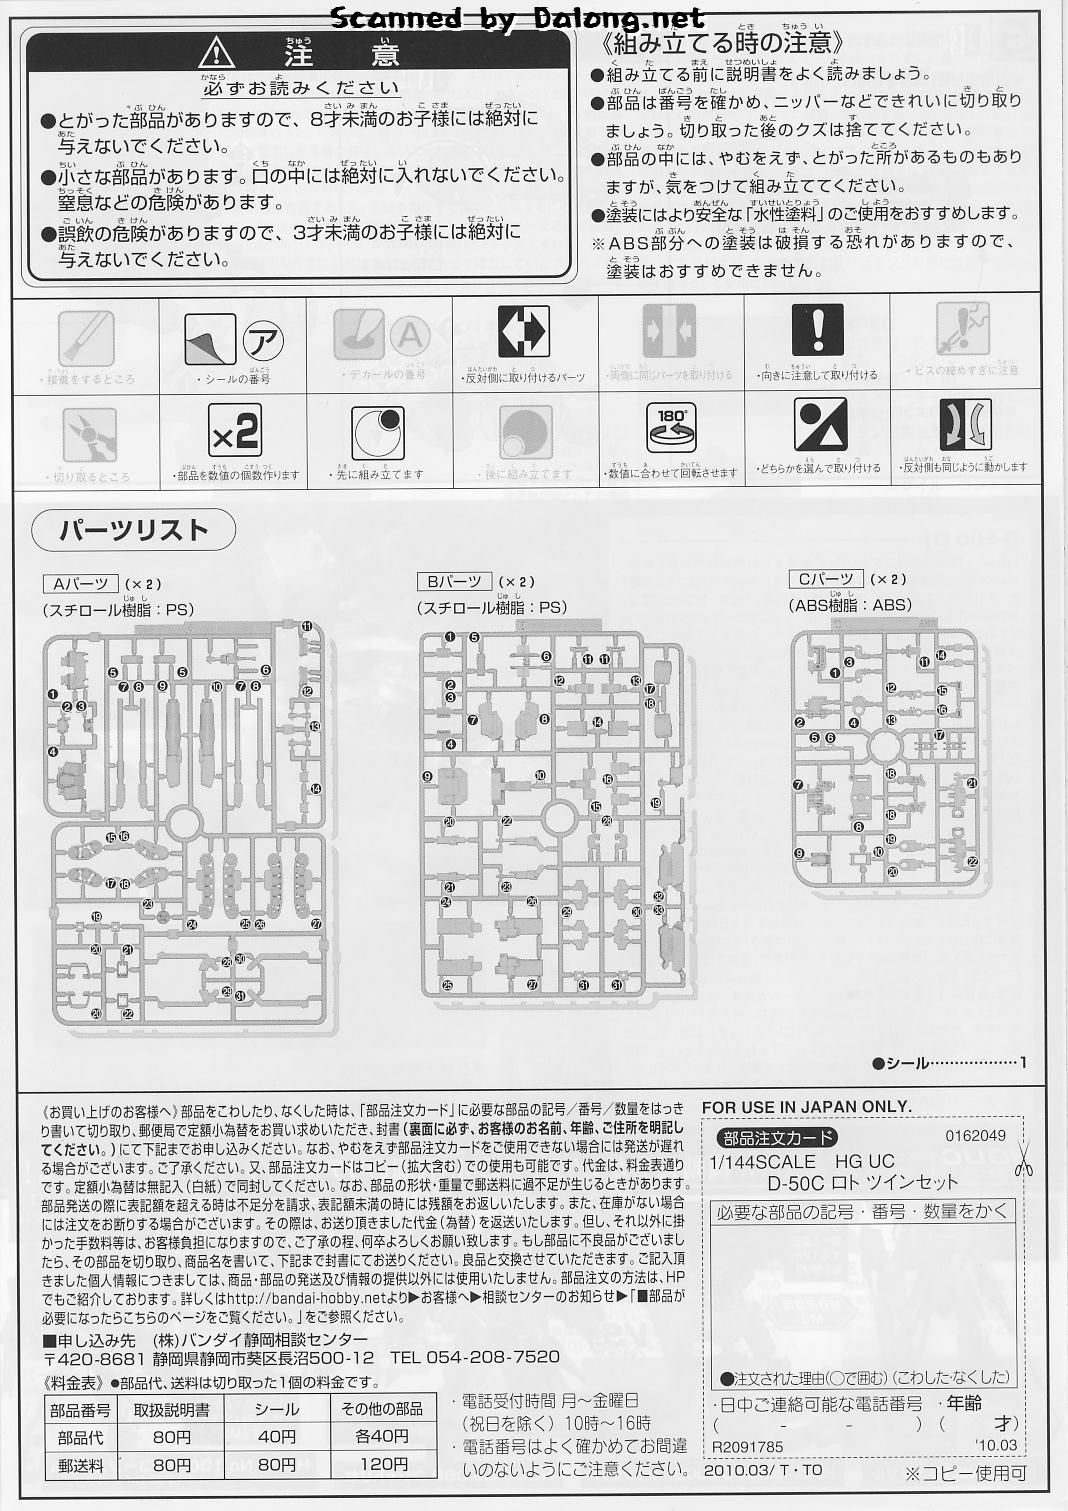 Scanned by Dalong.net
注意
必ずお読みください
●とがった部品がありますので、8才未満のお子様には絶対に
与えないでください。
●小さな部品があります。口の中には絶対に入れないでください。
窒息などの危険があります。
●誤飲の危険がありますので、3才未満のお子様には絶対に
与えないでください。
《組み立てる時の注意》
●組み立てる前に説明書をよく読みましょう。
●部品は番号を確かめ、ニッパーなどできれいに切り取り
ましょう。切り取った後のクズは捨ててください。
●部品の中には、やむをえず、とがった所があるものもあり
ますが、気をつけて組み立ててください。
●塗装にはより安全な「水性塗料」のご使用をおすすめします。
※ABS部分への塗装は破損する恐れがありますので、
塗装はおすすめできません。
・接着をするところ
ア
・シールの番号
A
・デカールの番号
・反対側に取り付けるパーツ
・両側に同じパーツを取り付ける
・向きに注意して取り付ける
・ビスの締めすぎに注意
・切り取るところ
×2
・部品を数値の個数作ります
・先に組み立てます
・後に組み立てます
180°
・数値に合わせて回転させます
・どちらかを選んで取り付ける
・反対側も同じように動かします
パーツリスト
Aパーツ (×2)
(スチロール樹脂：PS)
Bパーツ (×2)
(スチロール樹脂：PS)
Cパーツ (×2)
(ABS樹脂：ABS)
●シール………………1
《お買い上げのお客様へ》部品をこわしたり、なくした時は、「部品注文カード」に必要な部品の記号／番号／数量をはっき
り書いて切り取り、郵便局で定額小為替をお買い求めいただき、封書(裏面に必ず、お客様のお名前、年齢、ご住所を明記し
てください。)にて下記までお申し込みください。なお、やむをえず部品注文カードをご使用できない場合には発送が遅れ
る場合がございます。ご了承ください。又、部品注文カードはコピー(拡大含む)での使用も可能です。代金は、料金表通り
です。定額小為替は無記入(白紙)で同封してください。なお、部品の形状・重量で郵送料に過不足が生じるときがあります。
部品発送の際に表記額を超える時は不足分を請求、表記額未満の時には残額をお返しいたします。また、在庫がない場合
には注文をお断りする場合がございます。その際は、お送り頂きました代金(為替)を返送いたします。但し、それ以外に掛
かった手数料等は、お客様負担になりますので、ご了承の程、何卒よろしくお願い致します。もし部品に不良品がございまし
たら、その部品を切り取り、商品名を書いて、下記まで封書にてお送りください。良品と交換させていただきます。ご記入頂
きました個人情報につきましては、商品・部品の発送及び情報の提供以外には使用いたしません。部品注文の方法は、HP
でもご紹介しております。詳しくはhttp://bandai-hobby.netより▶お客様へ▶相談センターのお知らせ▶「■部品が
必要になったらこちらのページをご覧ください。」をご参照ください。
■申し込み先 (株)バンダイ静岡相談センター
〒420-8681 静岡県静岡市葵区長沼500-12 TEL 054-208-7520
《料金表》●部品代、送料は切り取った1個の料金です。
部品番号 取扱説明書 シール その他の部品
部品代 80円 40円 各40円
郵送料 80円 80円 120円
・電話受付時間 月〜金曜日
(祝日を除く) 10時〜16時
・電話番号はよく確かめてお間違
いのないようにご注意ください。
FOR USE IN JAPAN ONLY.
部品注文カード 0162049
1/144SCALE HG UC
D-50C ロト ツインセット
必要な部品の記号・番号・数量をかく
●注文された理由(○で囲む) (こわした・なくした)
・日中ご連絡可能な電話番号 ・年齢
( - - ) ( 才)
R2091785 '10.03
2010.03/ T・TO ※コピー使用可